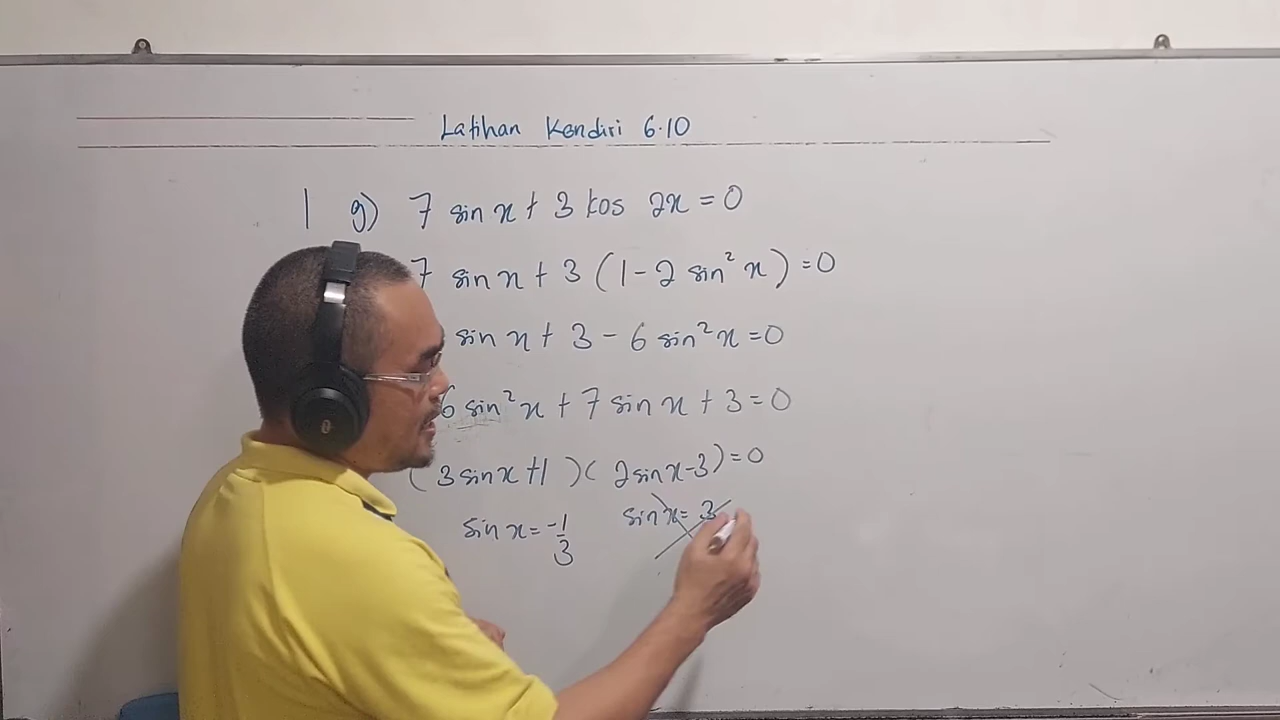 Latihan Kendiri 6.10
1 g) 7 sin x + 3 kos 2x = 0
7 sin x + 3 (1 - 2 sin² x) = 0
sin x + 3 - 6 sin² x = 0
6 sin² x + 7 sin x + 3 = 0
(3 sin x + 1)(2 sin x - 3) = 0
sin x = -1/3 sin x = 3